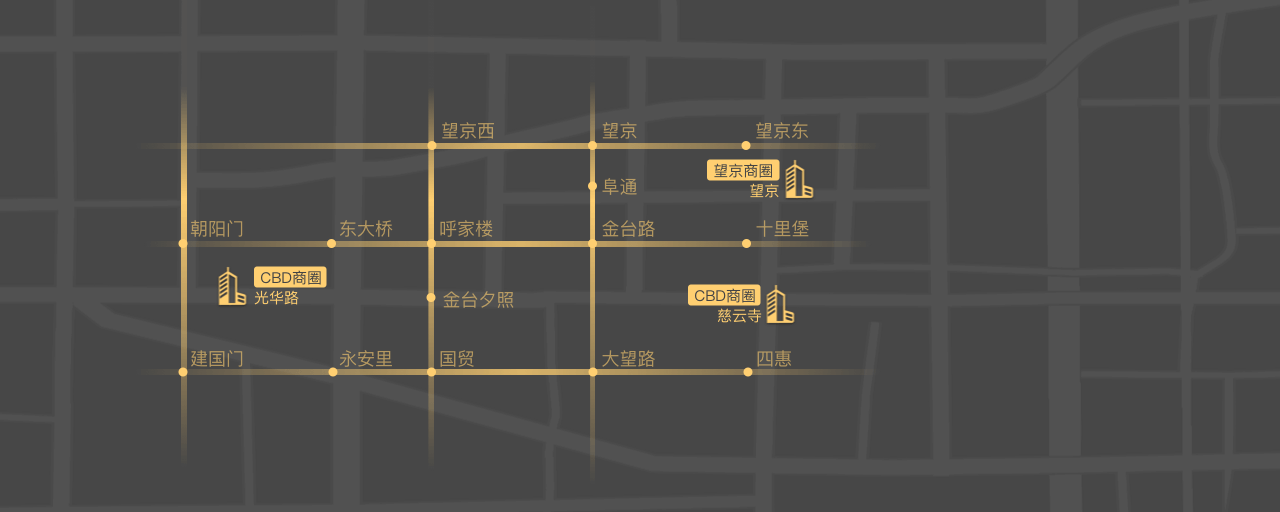 望京西
望京
望京东
望京商圈
望京
阜通
朝阳门
东大桥
呼家楼
金台路
十里堡
CBD商圈
光华路
金台夕照
CBD商圈
慈云寺
建国门
永安里
国贸
大望路
四惠